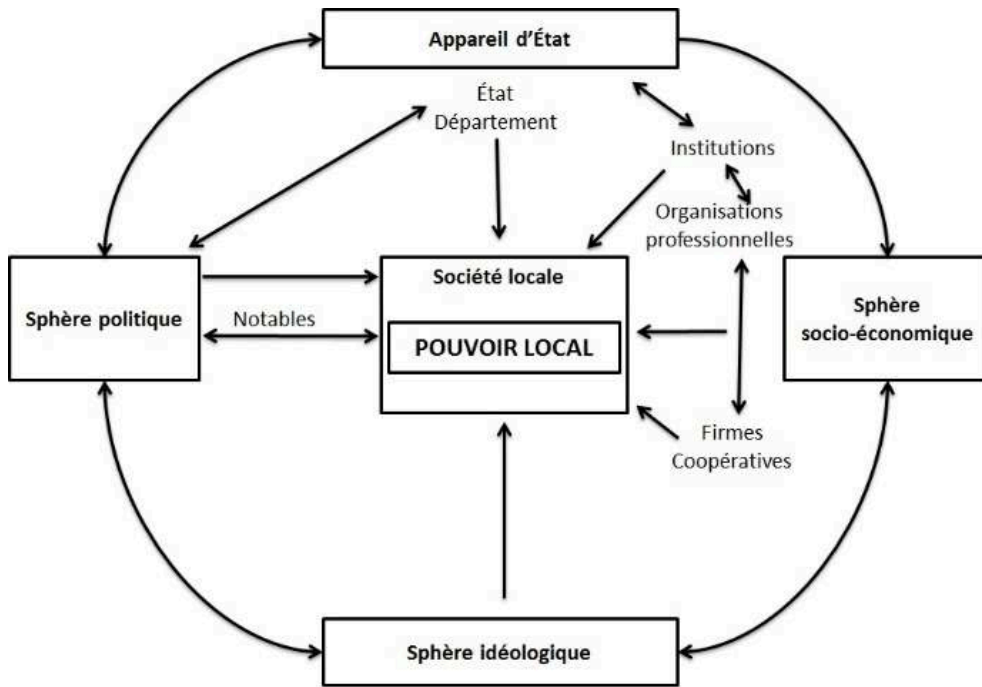 Appareil d'État
État
Département
Institutions
Organisations
professionnelles
Société locale
Sphère politique
Notables
POUVOIR LOCAL
Sphère
socio-économique
Firmes
Coopératives
Sphère idéologique